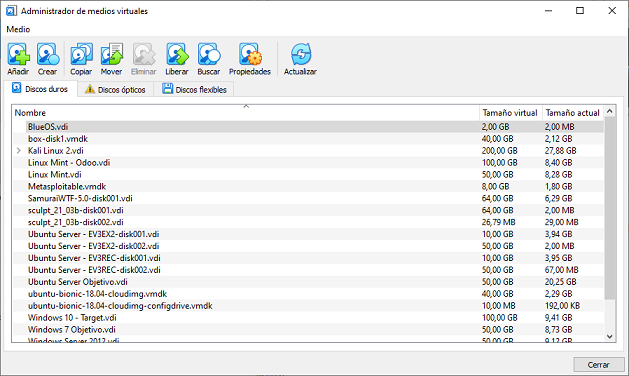 Administrador de medios virtuales
Medio
Añadir Crear Copiar Mover Eliminar Liberar Buscar Propiedades Actualizar
Discos duros Discos ópticos Discos flexibles
Nombre Tamaño virtual Tamaño actual
BlueOS.vdi 2,00 GB 2,00 MB
box-disk1.vmdk 40,00 GB 2,12 GB
Kali Linux 2.vdi 200,00 GB 27,88 GB
Linux Mint - Odoo.vdi 100,00 GB 8,40 GB
Linux Mint.vdi 50,00 GB 8,28 GB
Metasploitable.vmdk 8,00 GB 1,80 GB
SamuraiWTF-5.0-disk001.vdi 64,00 GB 6,29 GB
sculpt_21_03b-disk001.vdi 64,00 GB 2,00 MB
sculpt_21_03b-disk002.vdi 26,79 MB 29,00 MB
Ubuntu Server - EV3EX2-disk001.vdi 10,00 GB 3,94 GB
Ubuntu Server - EV3EX2-disk002.vdi 50,00 GB 2,00 MB
Ubuntu Server - EV3REC-disk001.vdi 10,00 GB 3,95 GB
Ubuntu Server - EV3REC-disk002.vdi 50,00 GB 67,00 MB
Ubuntu Server Objetivo.vdi 50,00 GB 20,25 GB
ubuntu-bionic-18.04-cloudimg.vmdk 40,00 GB 2,29 GB
ubuntu-bionic-18.04-cloudimg-configdrive.vmdk 10,00 MB 192,00 KB
Windows 10 - Target.vdi 100,00 GB 9,41 GB
Windows 7 Objetivo.vdi 50,00 GB 8,73 GB
Windows Server 2012.vdi 50,00 GB 9,12 GB
Cerrar